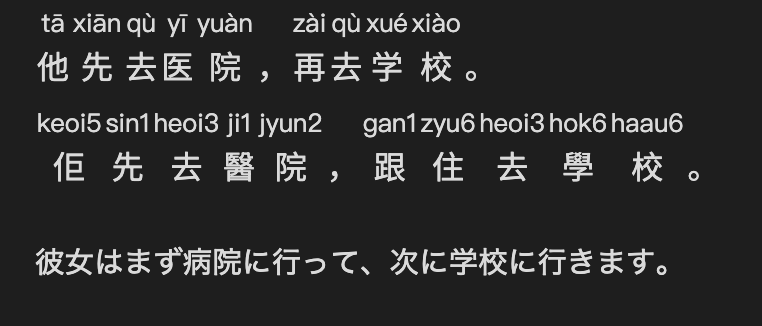 tā xiān qù yī yuàn zài qù xué xiào
他先去医院，再去学校。
keoi5 sin1 heoi3 ji1 jyun2 gan1 zyu6 heoi3 hok6 haau6
佢先去醫院，跟住去學校。
彼女はまず病院に行って、次に学校に行きます。